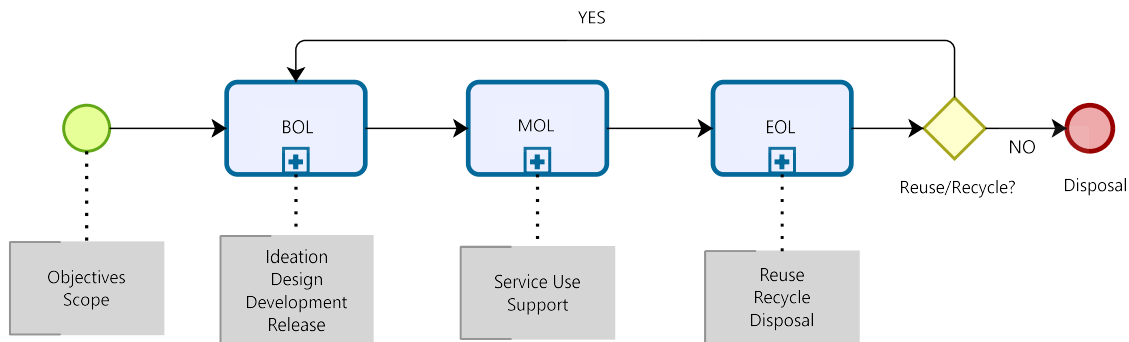 YES
BOL
MOL
EOL
NO
Reuse/Recycle?
Disposal
Objectives
Scope
Ideation
Design
Development
Release
Service Use
Support
Reuse
Recycle
Disposal